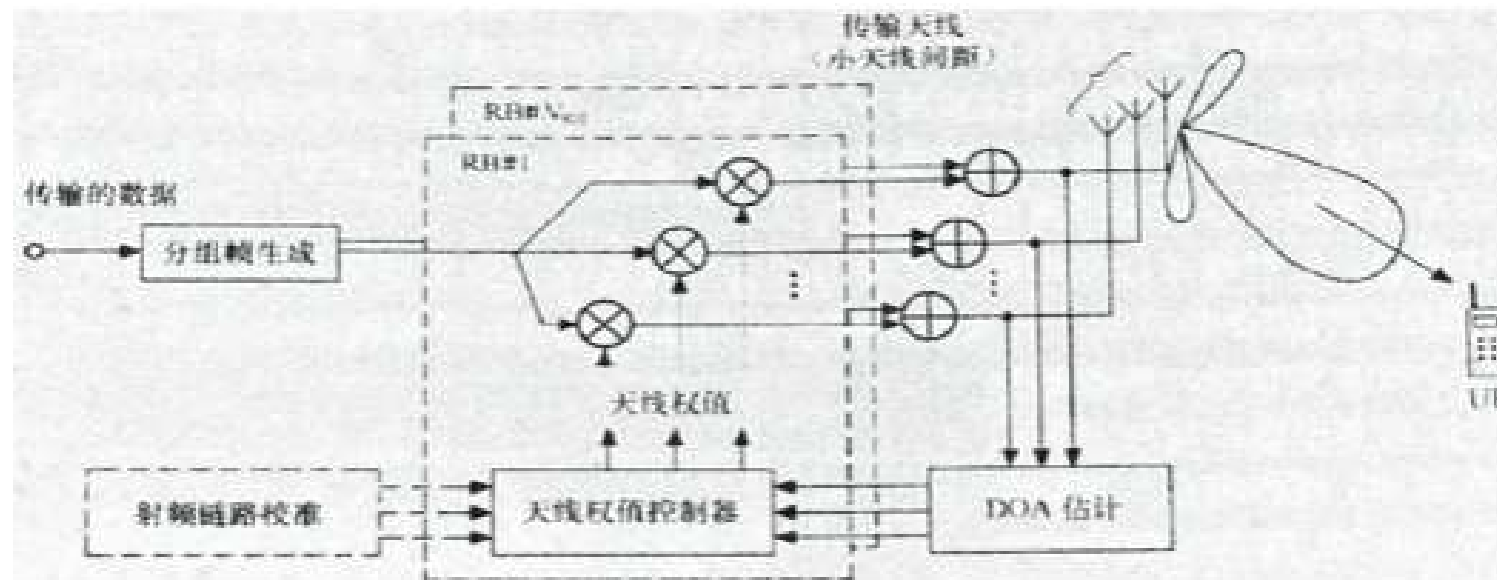 传输天线
（小天线间距）
RB#1
传输的数据
分组帧生成
天线权值
射频链路校准
天线权值控制器
DOA 估计